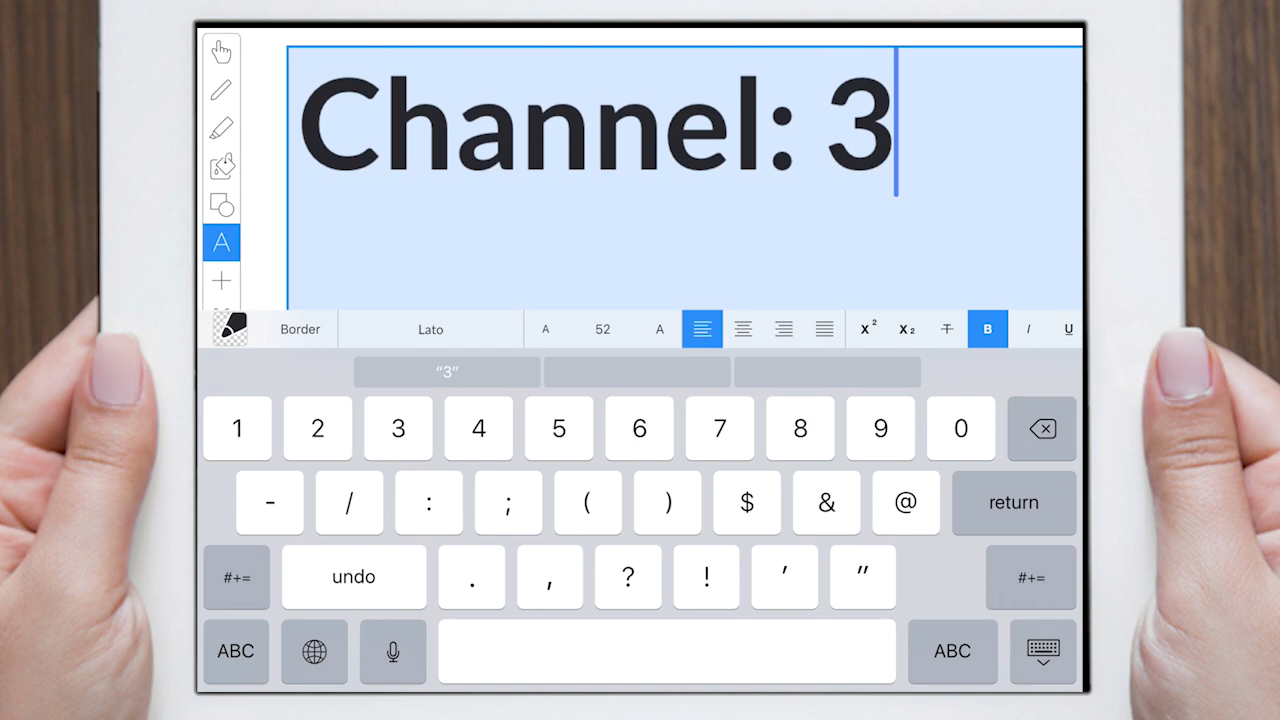 Channel: 3
A
Border Lato A 52 A X² X₂ T B I U
“3”
1 2 3 4 5 6 7 8 9 0
- / : ; ( ) $ & @ return
#+= undo . , ? ! ' " #+=
ABC ABC